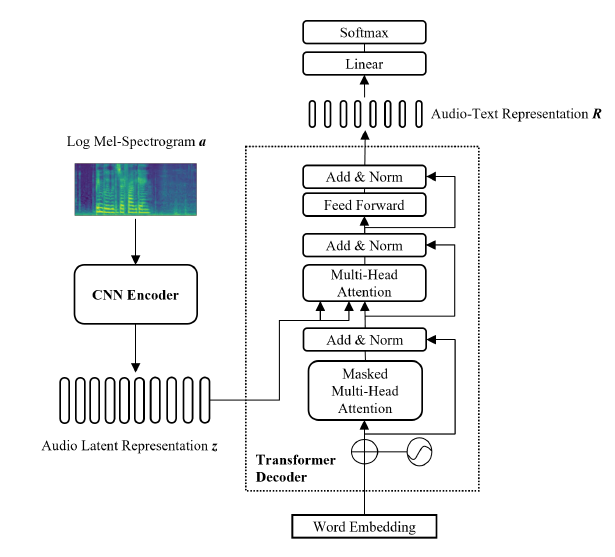 Softmax
Linear
Audio-Text Representation R
Log Mel-Spectrogram a
Add & Norm
Feed Forward
Add & Norm
Multi-Head
Attention
CNN Encoder
Add & Norm
Masked
Multi-Head
Attention
Audio Latent Representation z
Transformer
Decoder
Word Embedding